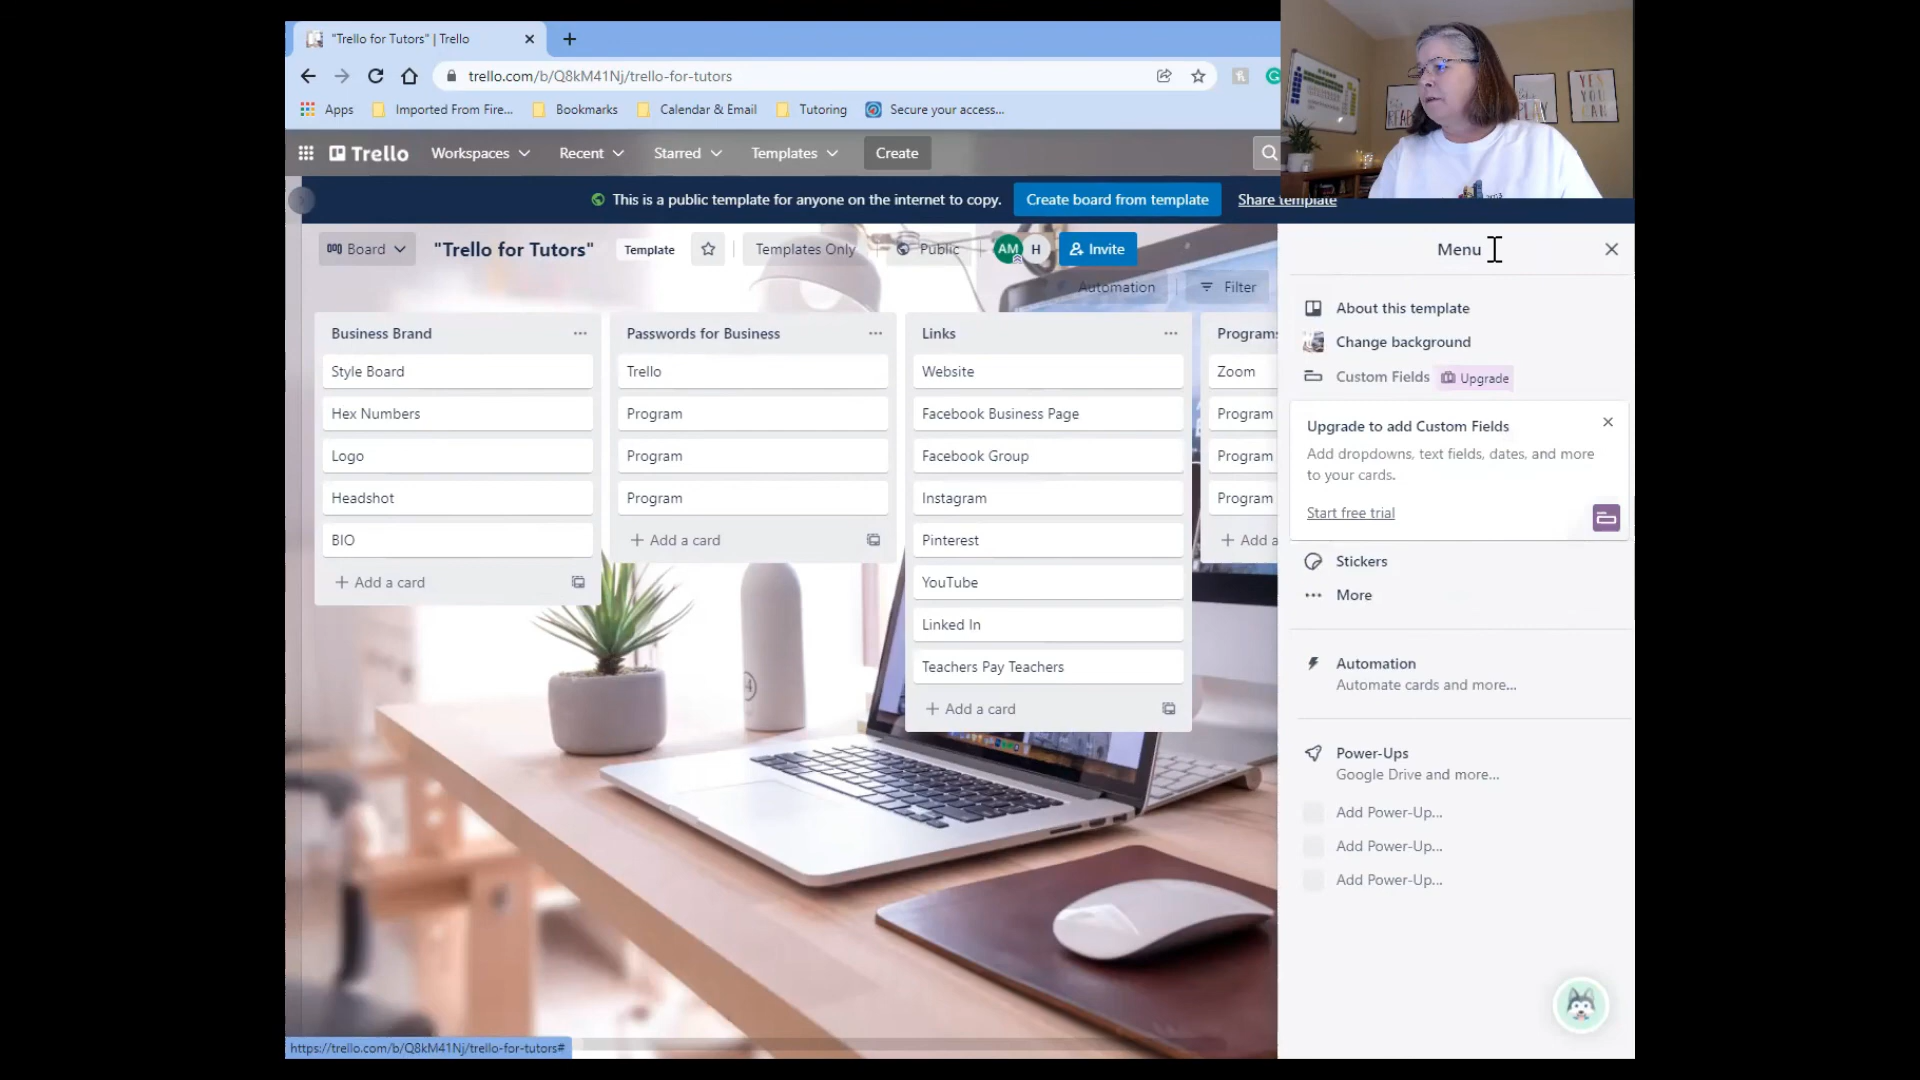 "Trello for Tutors" | Trello
trello.com/b/Q8kM41Nj/trello-for-tutors
Apps
Imported From Fire...
Bookmarks
Calendar & Email
Tutoring
Secure your access...
Trello
Workspaces
Recent
Starred
Templates
Create
This is a public template for anyone on the internet to copy.
Create board from template
Share template
Board
"Trello for Tutors"
Template
Templates Only
Public
AM
H
Invite
Automation
Filter
Business Brand
Style Board
Hex Numbers
Logo
Headshot
BIO
+ Add a card
Passwords for Business
Trello
Program
Program
Program
+ Add a card
Links
Website
Facebook Business Page
Facebook Group
Instagram
Pinterest
YouTube
Linked In
Teachers Pay Teachers
+ Add a card
Programs
Zoom
Program
Program
Program
+ Add a
Menu
About this template
Change background
Custom Fields
Upgrade
Upgrade to add Custom Fields
Add dropdowns, text fields, dates, and more
to your cards.
Start free trial
Stickers
More
Automation
Automate cards and more...
Power-Ups
Google Drive and more...
Add Power-Up...
Add Power-Up...
Add Power-Up...
https://trello.com/b/Q8kM41Nj/trello-for-tutors#
YES
YOU
CAN